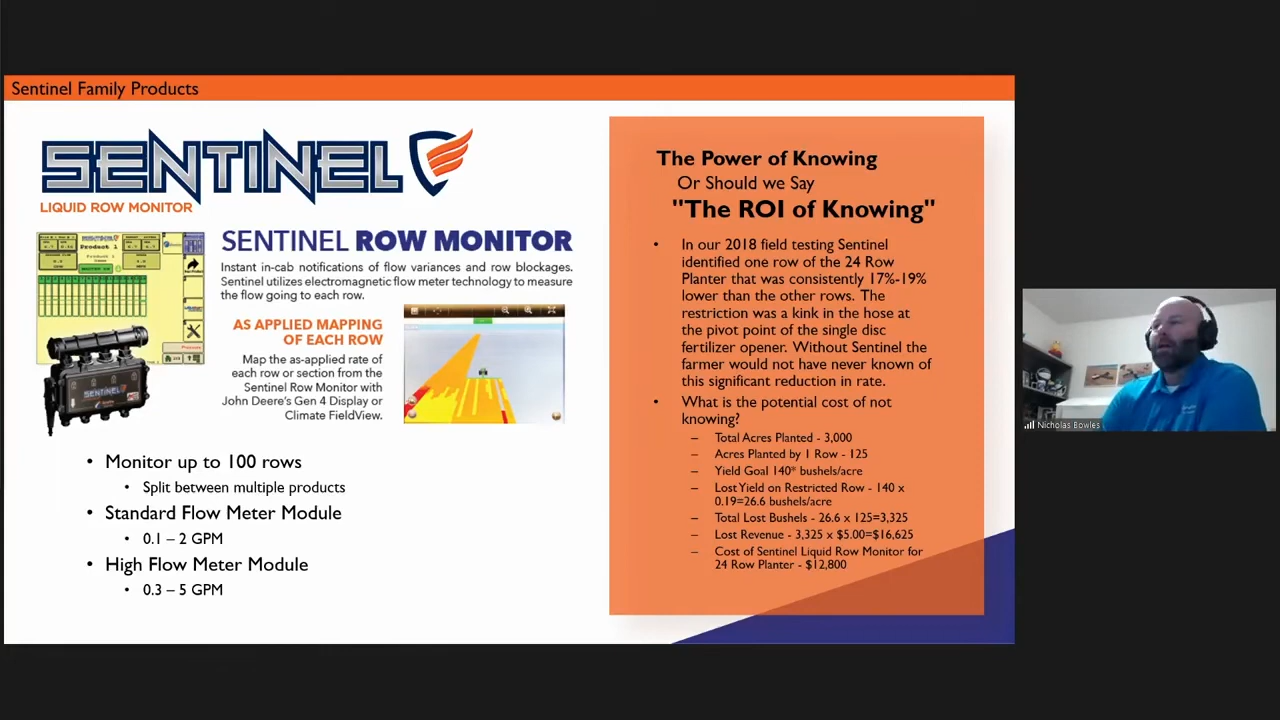 Sentinel Family Products
SENTINEL
LIQUID ROW MONITOR
SENTINEL ROW MONITOR
Instant in-cab notifications of flow variances and row blockages.
Sentinel utilizes electromagnetic flow meter technology to measure
the flow going to each row.
Product 1
AS APPLIED MAPPING
OF EACH ROW
Map the as-applied rate of
each row or section from the
Sentinel Row Monitor with
John Deere's Gen 4 Display or
Climate FieldView.
SENTINEL
• Monitor up to 100 rows
• Split between multiple products
• Standard Flow Meter Module
• 0.1 – 2 GPM
• High Flow Meter Module
• 0.3 – 5 GPM
The Power of Knowing
Or Should we Say
"The ROI of Knowing"
• In our 2018 field testing Sentinel
identified one row of the 24 Row
Planter that was consistently 17%-19%
lower than the other rows. The
restriction was a kink in the hose at
the pivot point of the single disc
fertilizer opener. Without Sentinel the
farmer would not have never known of
this significant reduction in rate.
• What is the potential cost of not
knowing?
– Total Acres Planted - 3,000
– Acres Planted by 1 Row - 125
– Yield Goal 140* bushels/acre
– Lost Yield on Restricted Row - 140 x
0.19=26.6 bushels/acre
– Total Lost Bushels - 26.6 x 125=3,325
– Lost Revenue - 3,325 x $5.00=$16,625
– Cost of Sentinel Liquid Row Monitor for
24 Row Planter - $12,800
Nicholas Bowles